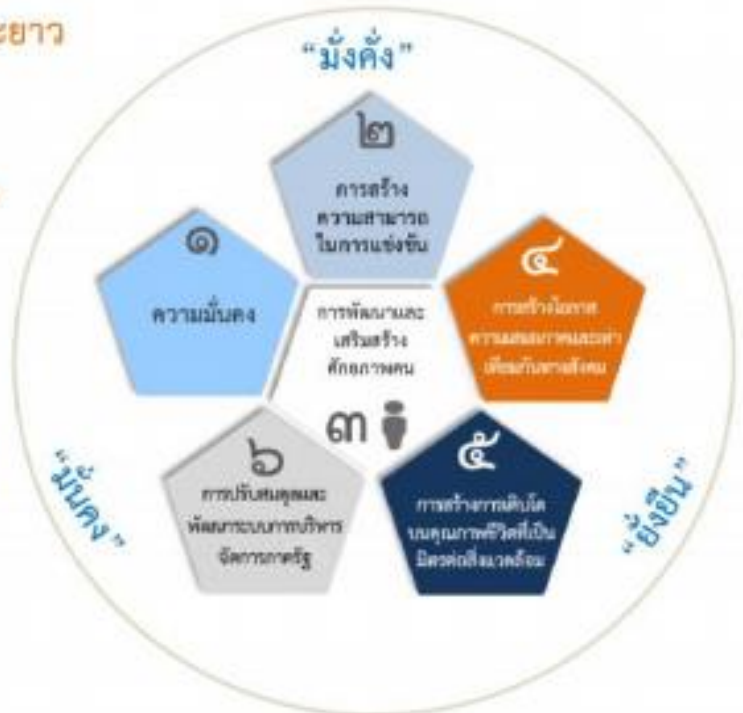 ะยาว
“มั่งคั่ง”
๒
การสร้าง
ความสามารถ
ในการแข่งขัน
๑
ความมั่นคง
๔
การสร้างโอกาส
ความเสมอภาคและเท่า
เทียมกันทางสังคม
การพัฒนาและ
เสริมสร้าง
ศักยภาพคน
๓
๖
การปรับสมดุลและ
พัฒนาระบบการบริหาร
จัดการภาครัฐ
๕
การสร้างการเติบโต
บนคุณภาพชีวิตที่เป็น
มิตรต่อสิ่งแวดล้อม
“มั่นคง”
“ยั่งยืน”